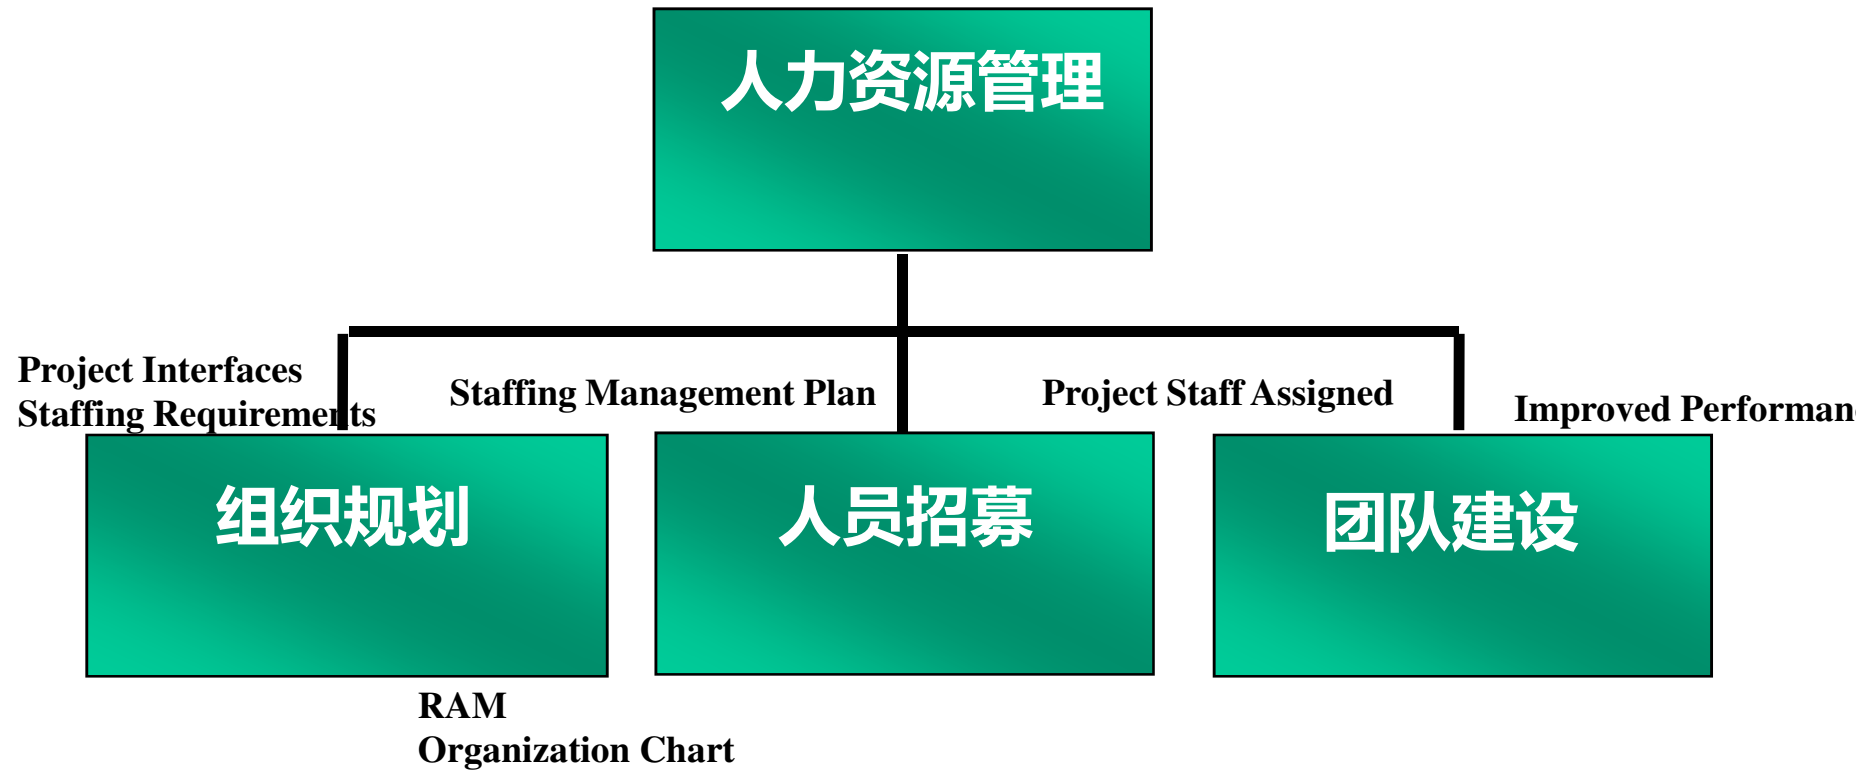 人力资源管理
Project Interfaces
Staffing Requirements
Staffing Management Plan
Project Staff Assigned
Improved
组织规划
人员招募
团队建设
RAM
Organization Chart